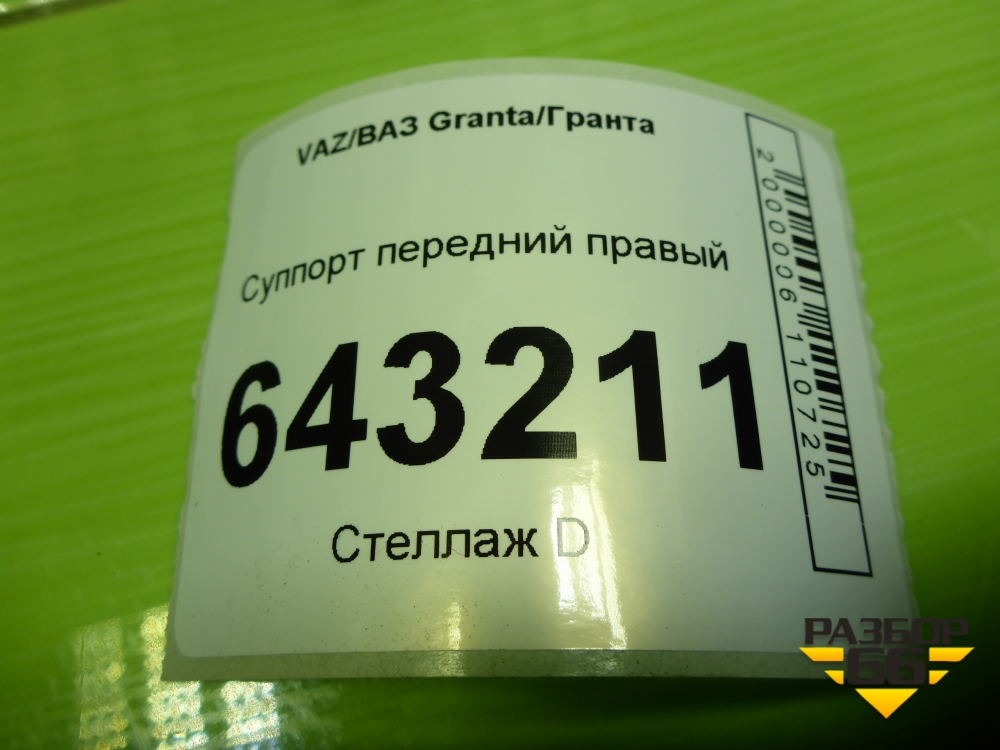 VAZ/ВАЗ Granta/Гранта
Суппорт передний правый
643211
Стеллаж D
2000006110725
РАЗБОР
66